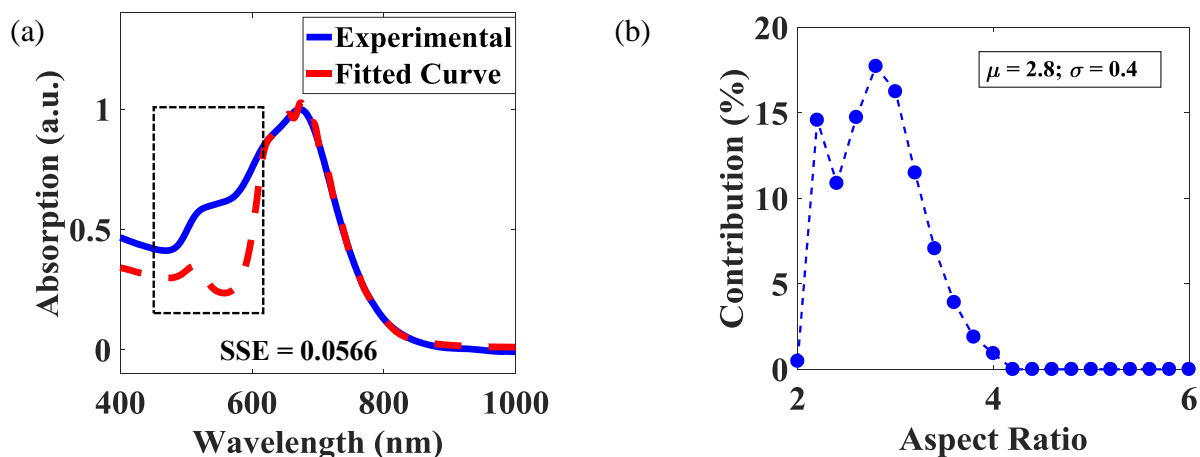 (a)
Experimental
Fitted Curve
Absorption (a.u.)
1
0.5
0
SSE = 0.0566
400 600 800 1000
Wavelength (nm)
(b)
μ = 2.8; σ = 0.4
Contribution (%)
20
15
10
5
0
2 4 6
Aspect Ratio